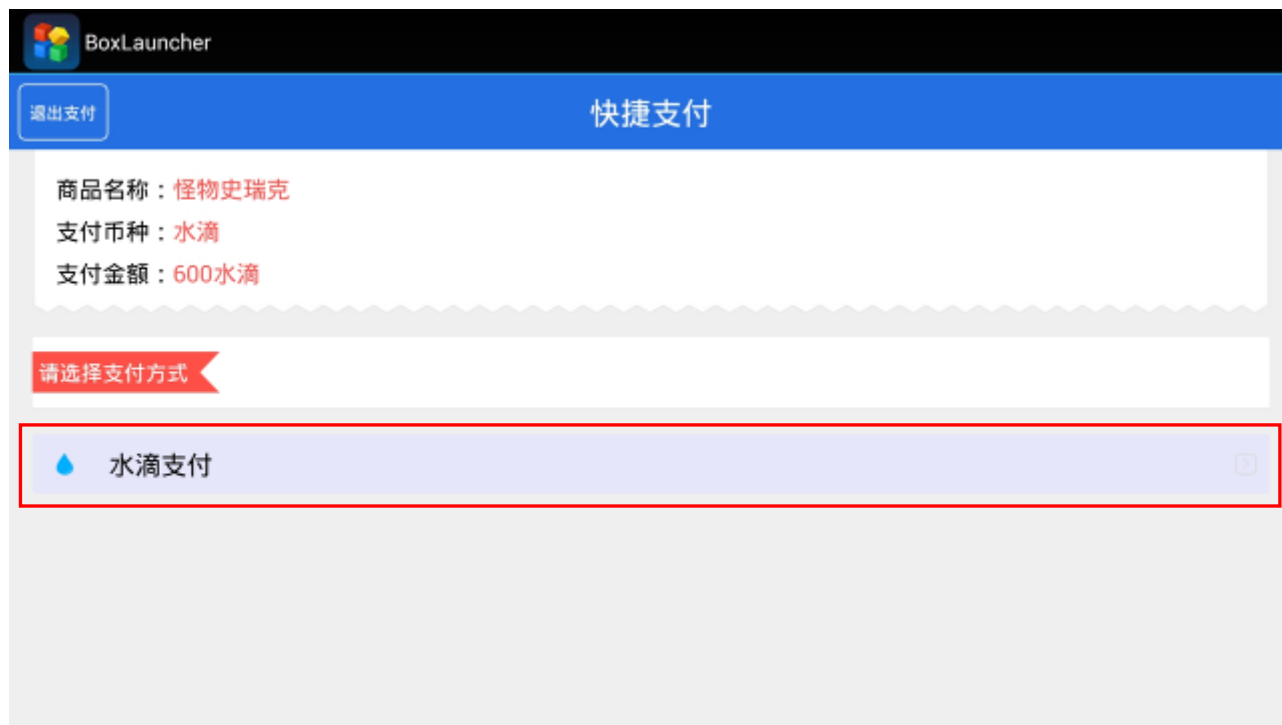 BoxLauncher
退出支付
快捷支付
商品名称：怪物史瑞克
支付币种：水滴
支付金额：600水滴
请选择支付方式
水滴支付